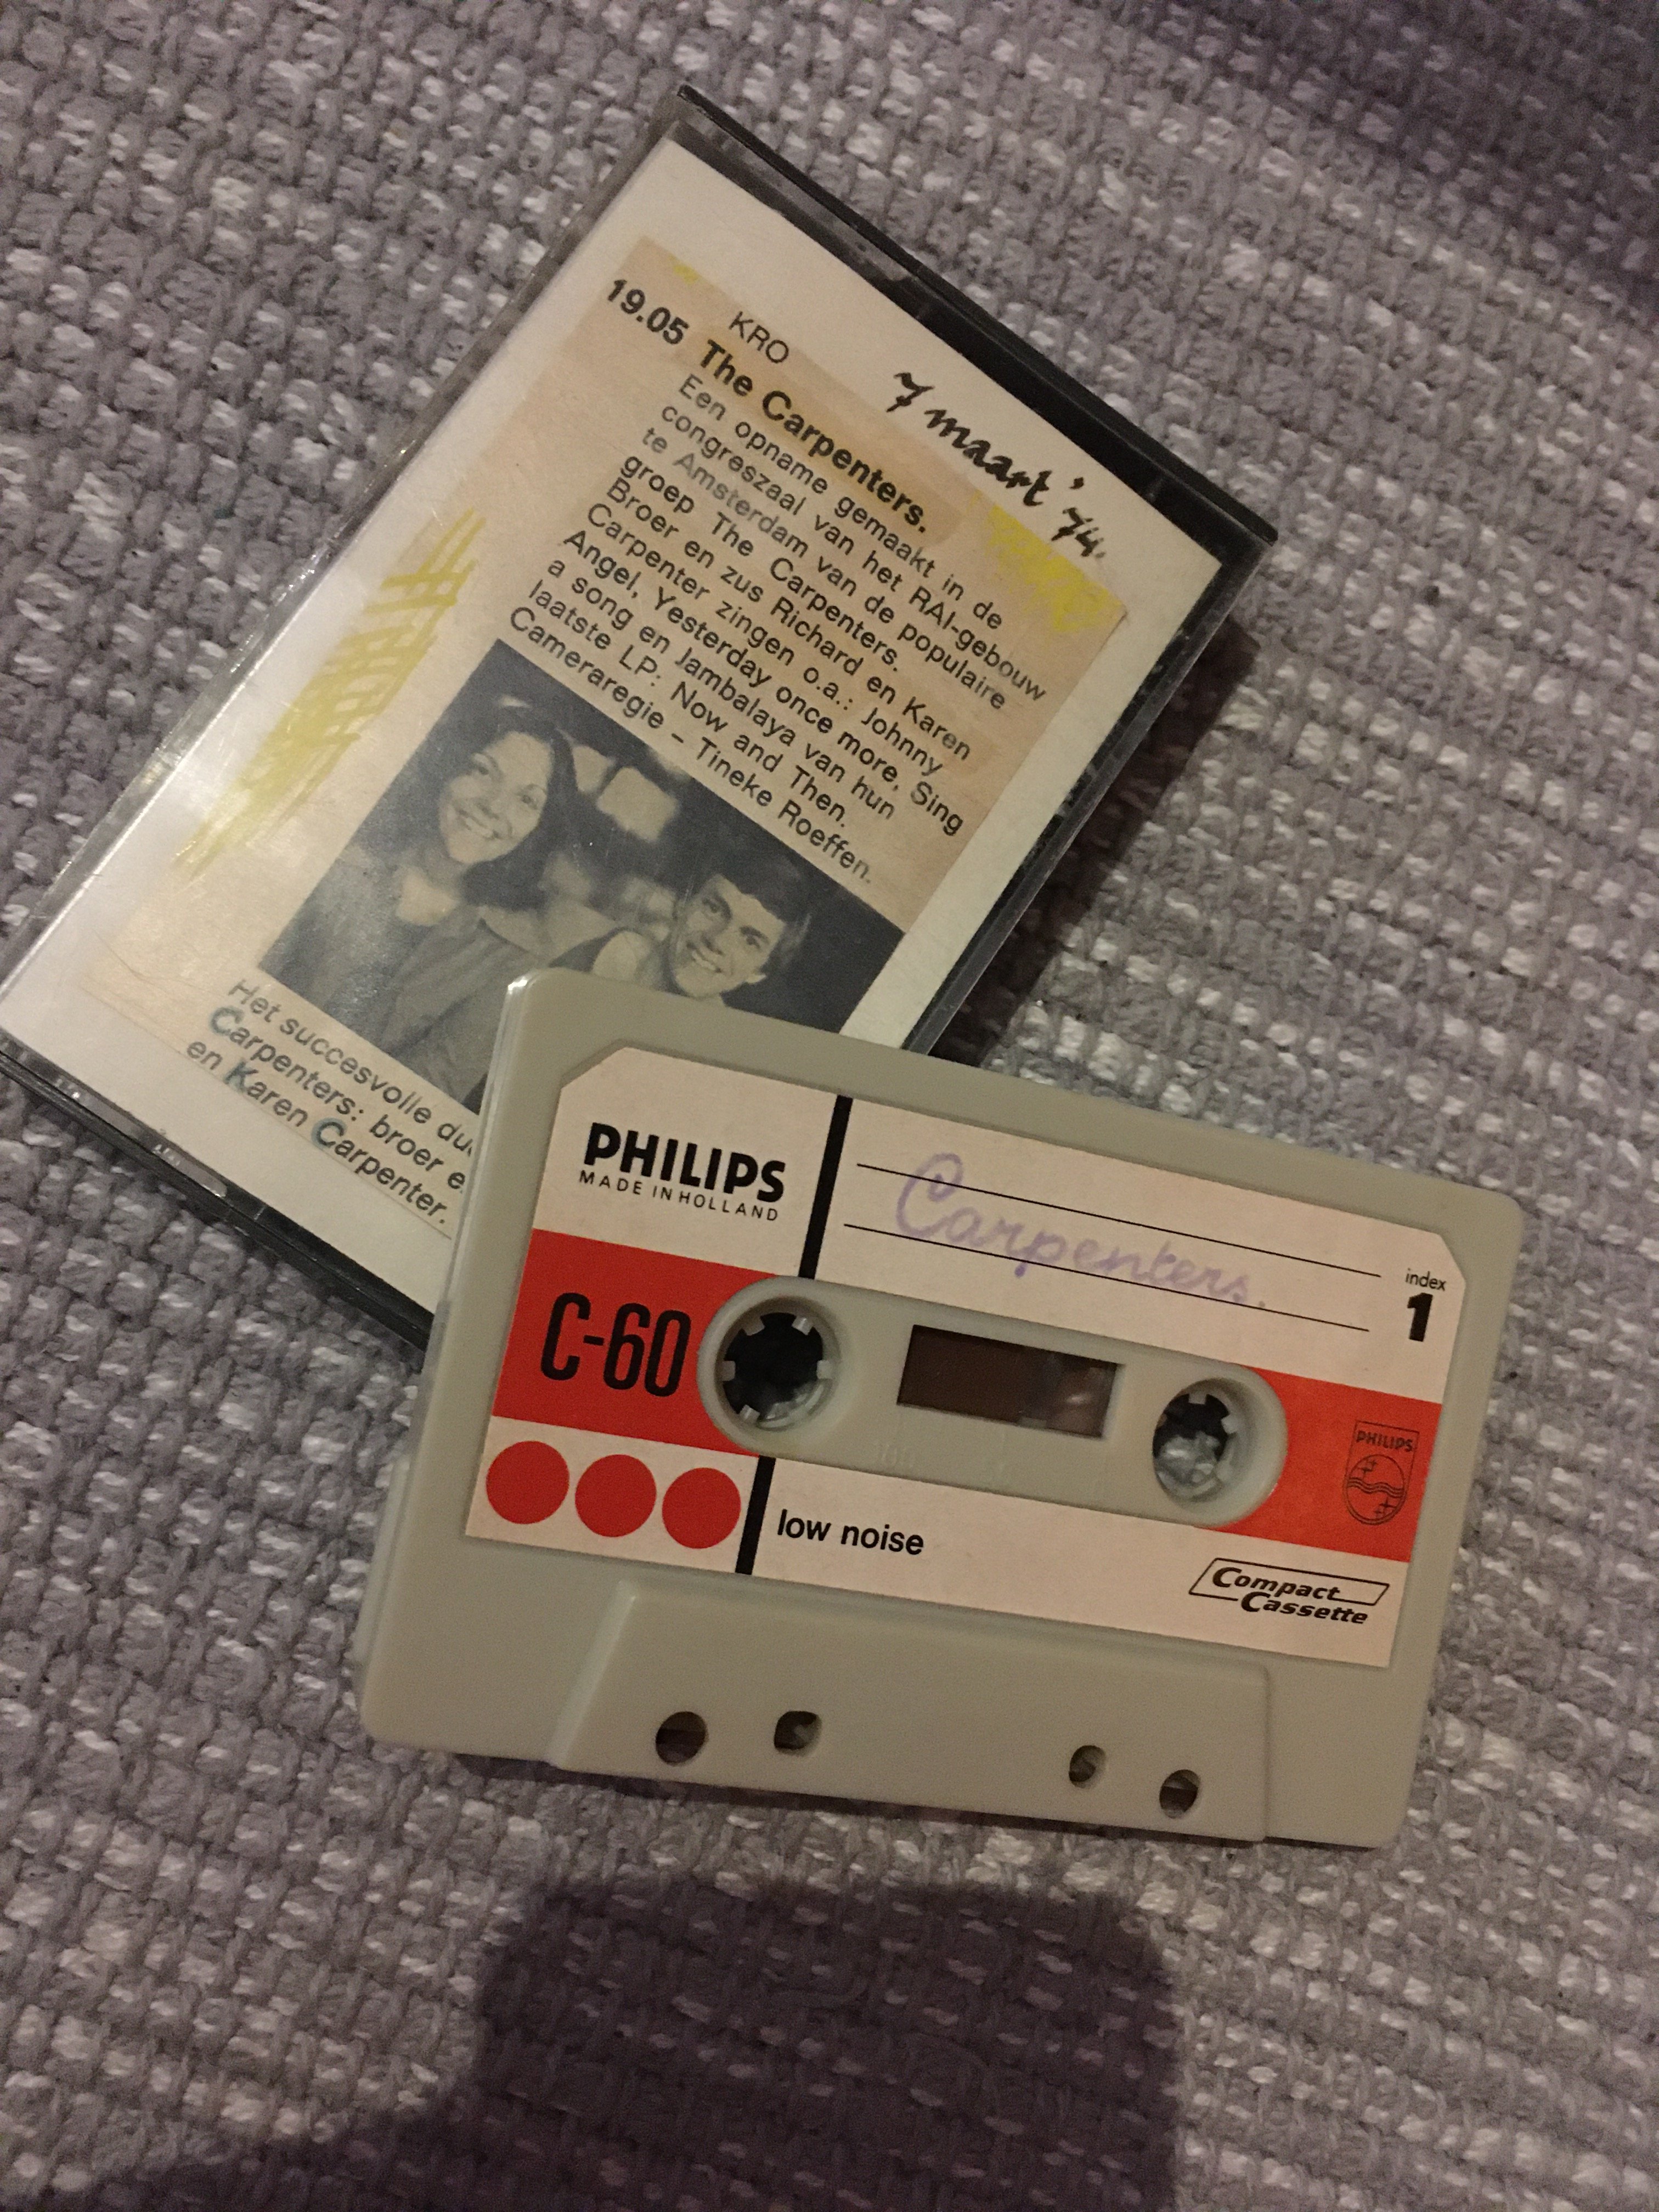 7 maart '74.
KRO
19.05 The Carpenters.
Een opname gemaakt in de
congreszaal van het RAI-gebouw
te Amsterdam van de populaire
groep The Carpenters.
Broer en zus Richard en Karen
Carpenter zingen o.a.: Johnny
Angel, Yesterday once more, Sing
a song en Jambalaya van hun
laatste LP: Now and Then.
Cameraregie – Tineke Roeffen.
Het succesvolle
Carpenters: broer
en Karen Carpenter.
PHILIPS
MADE IN HOLLAND
Carpenters.
index
1
C-60
PHILIPS
low noise
Compact
Cassette